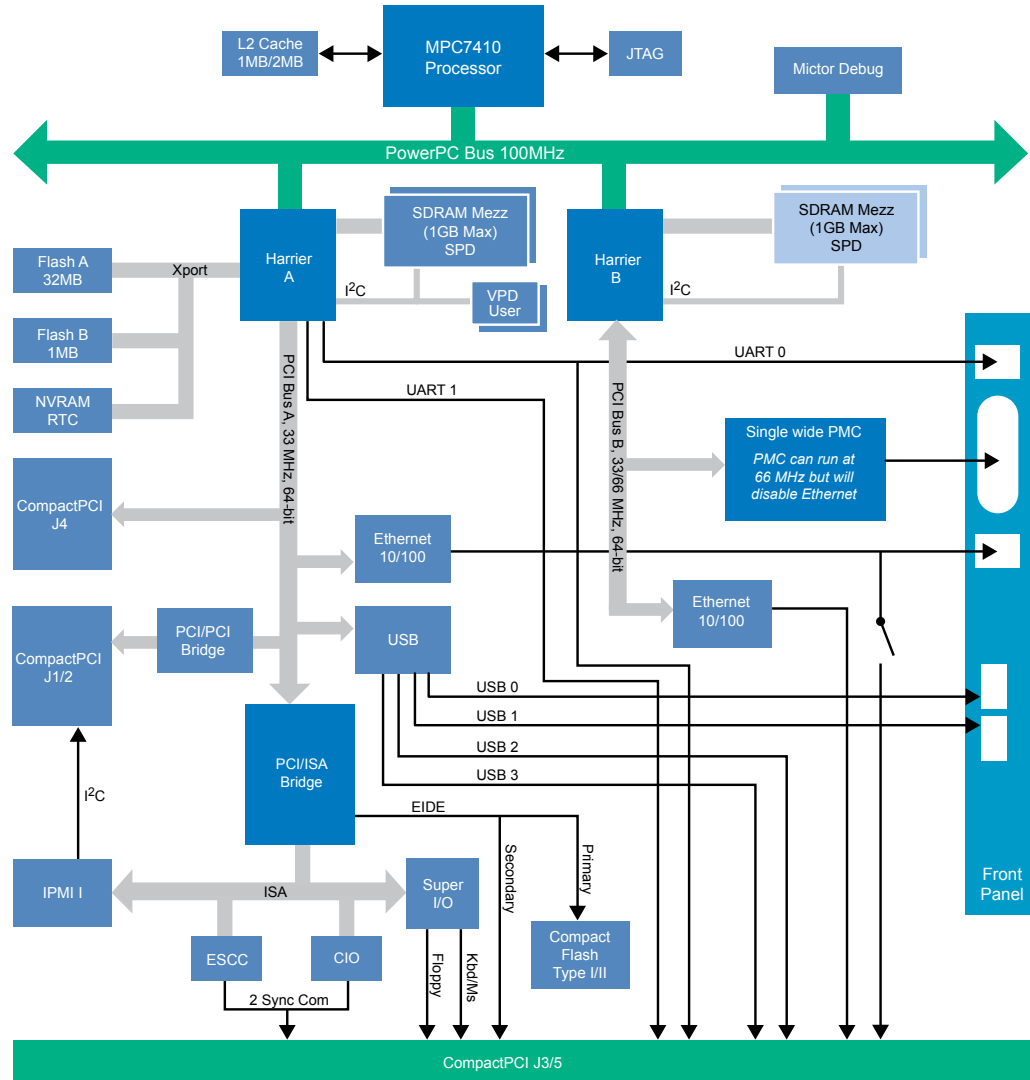 L2 Cache
1MB/2MB
MPC7410
Processor
JTAG
Mictor Debug
PowerPC Bus 100MHz
SDRAM Mezz
(1GB Max)
SPD
SDRAM Mezz
(1GB Max)
SPD
Harrier
A
Harrier
B
Flash A
32MB
Xport
I²C
VPD
User
I²C
Flash B
1MB
NVRAM
RTC
PCI Bus A, 33 MHz, 64-bit
UART 0
UART 1
PCI Bus B, 33/66 MHz, 64-bit
Single wide PMC
PMC can run at
66 MHz but will
disable Ethernet
CompactPCI
J4
Ethernet
10/100
Ethernet
10/100
PCI/PCI
Bridge
USB
CompactPCI
J1/2
USB 0
USB 1
USB 2
USB 3
PCI/ISA
Bridge
I²C
EIDE
Secondary
Primary
Front
Panel
IPMI I
ISA
Super
I/O
Compact
Flash
Type I/II
ESCC
CIO
Floppy
Kbd/Ms
2 Sync Com
CompactPCI J3/5